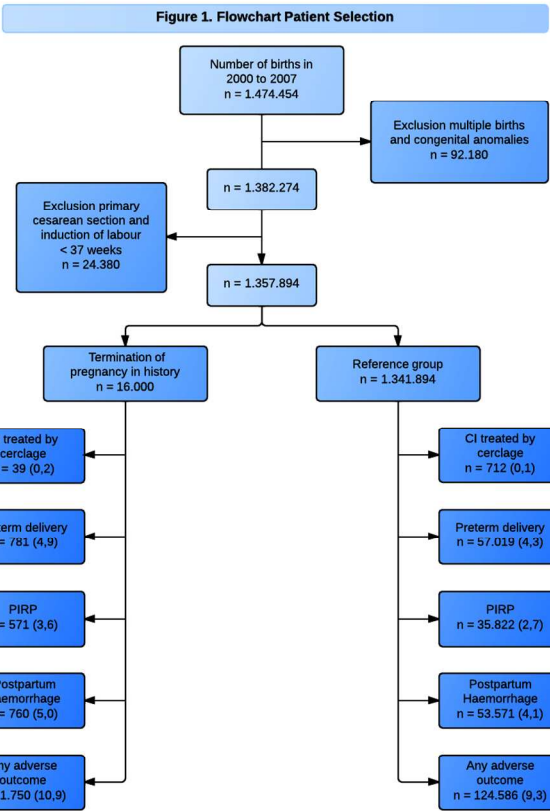 Figure 1. Flowchart Patient Selection
Number of births in
2000 to 2007
n = 1.474.454
Exclusion multiple births
and congenital anomalies
n = 92.180
n = 1.382.274
Exclusion primary
cesarean section and
induction of labour
< 37 weeks
n = 24.380
n = 1.357.894
Termination of
pregnancy in history
n = 16.000
Reference group
n = 1.341.894
treated by
cerclage
= 39 (0,2)
CI treated by
cerclage
n = 712 (0,1)
term delivery
= 781 (4,9)
Preterm delivery
n = 57.019 (4,3)
PIRP
= 571 (3,6)
PIRP
n = 35.822 (2,7)
ostpartum
aemorrhage
= 760 (5,0)
Postpartum
Haemorrhage
n = 53.571 (4,1)
ny adverse
outcome
1.750 (10,9)
Any adverse
outcome
n = 124.586 (9,3)